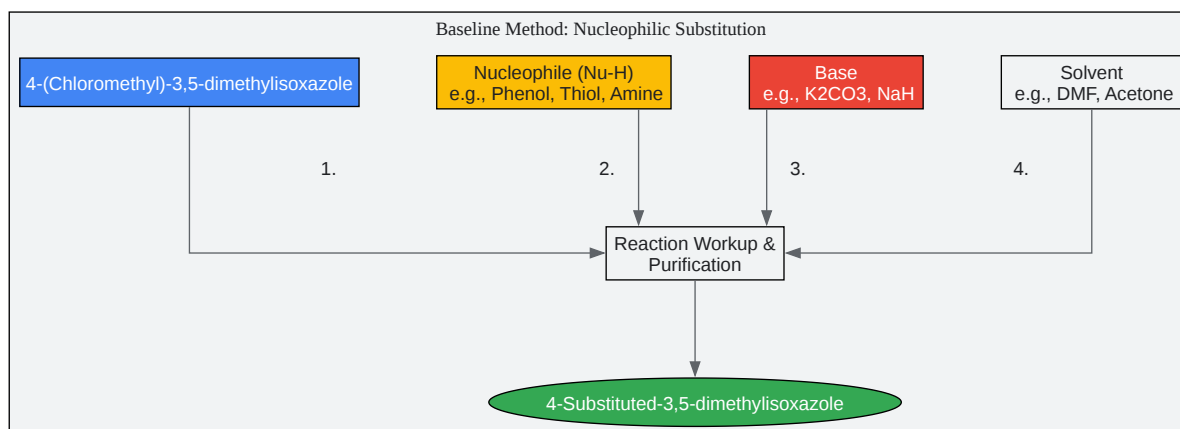 Baseline Method: Nucleophilic Substitution
4-(Chloromethyl)-3,5-dimethylisoxazole
Nucleophile (Nu-H)
e.g., Phenol, Thiol, Amine
Base
e.g., K2CO3, NaH
Solvent
e.g., DMF, Acetone
1.
2.
3.
4.
Reaction Workup &
Purification
4-Substituted-3,5-dimethylisoxazole